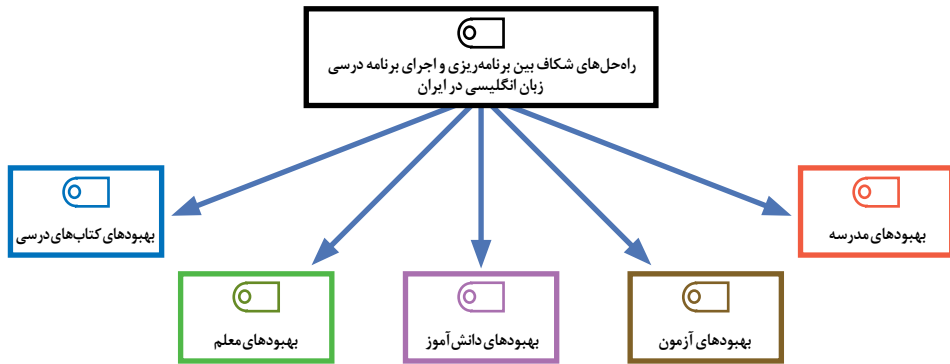 راه‌حل‌های شکاف بین برنامه‌ریزی و اجرای برنامه درسی
زبان انگلیسی در ایران
بهبودهای مدرسه
بهبودهای کتاب‌های درسی
بهبودهای آزمون
بهبودهای دانش‌آموز
بهبودهای معلم